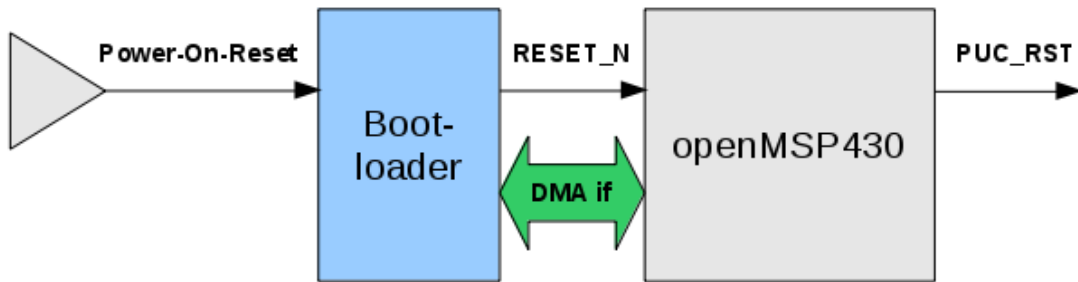 Power-On-Reset
RESET_N
PUC_RST
Boot-
loader
openMSP430
DMA if